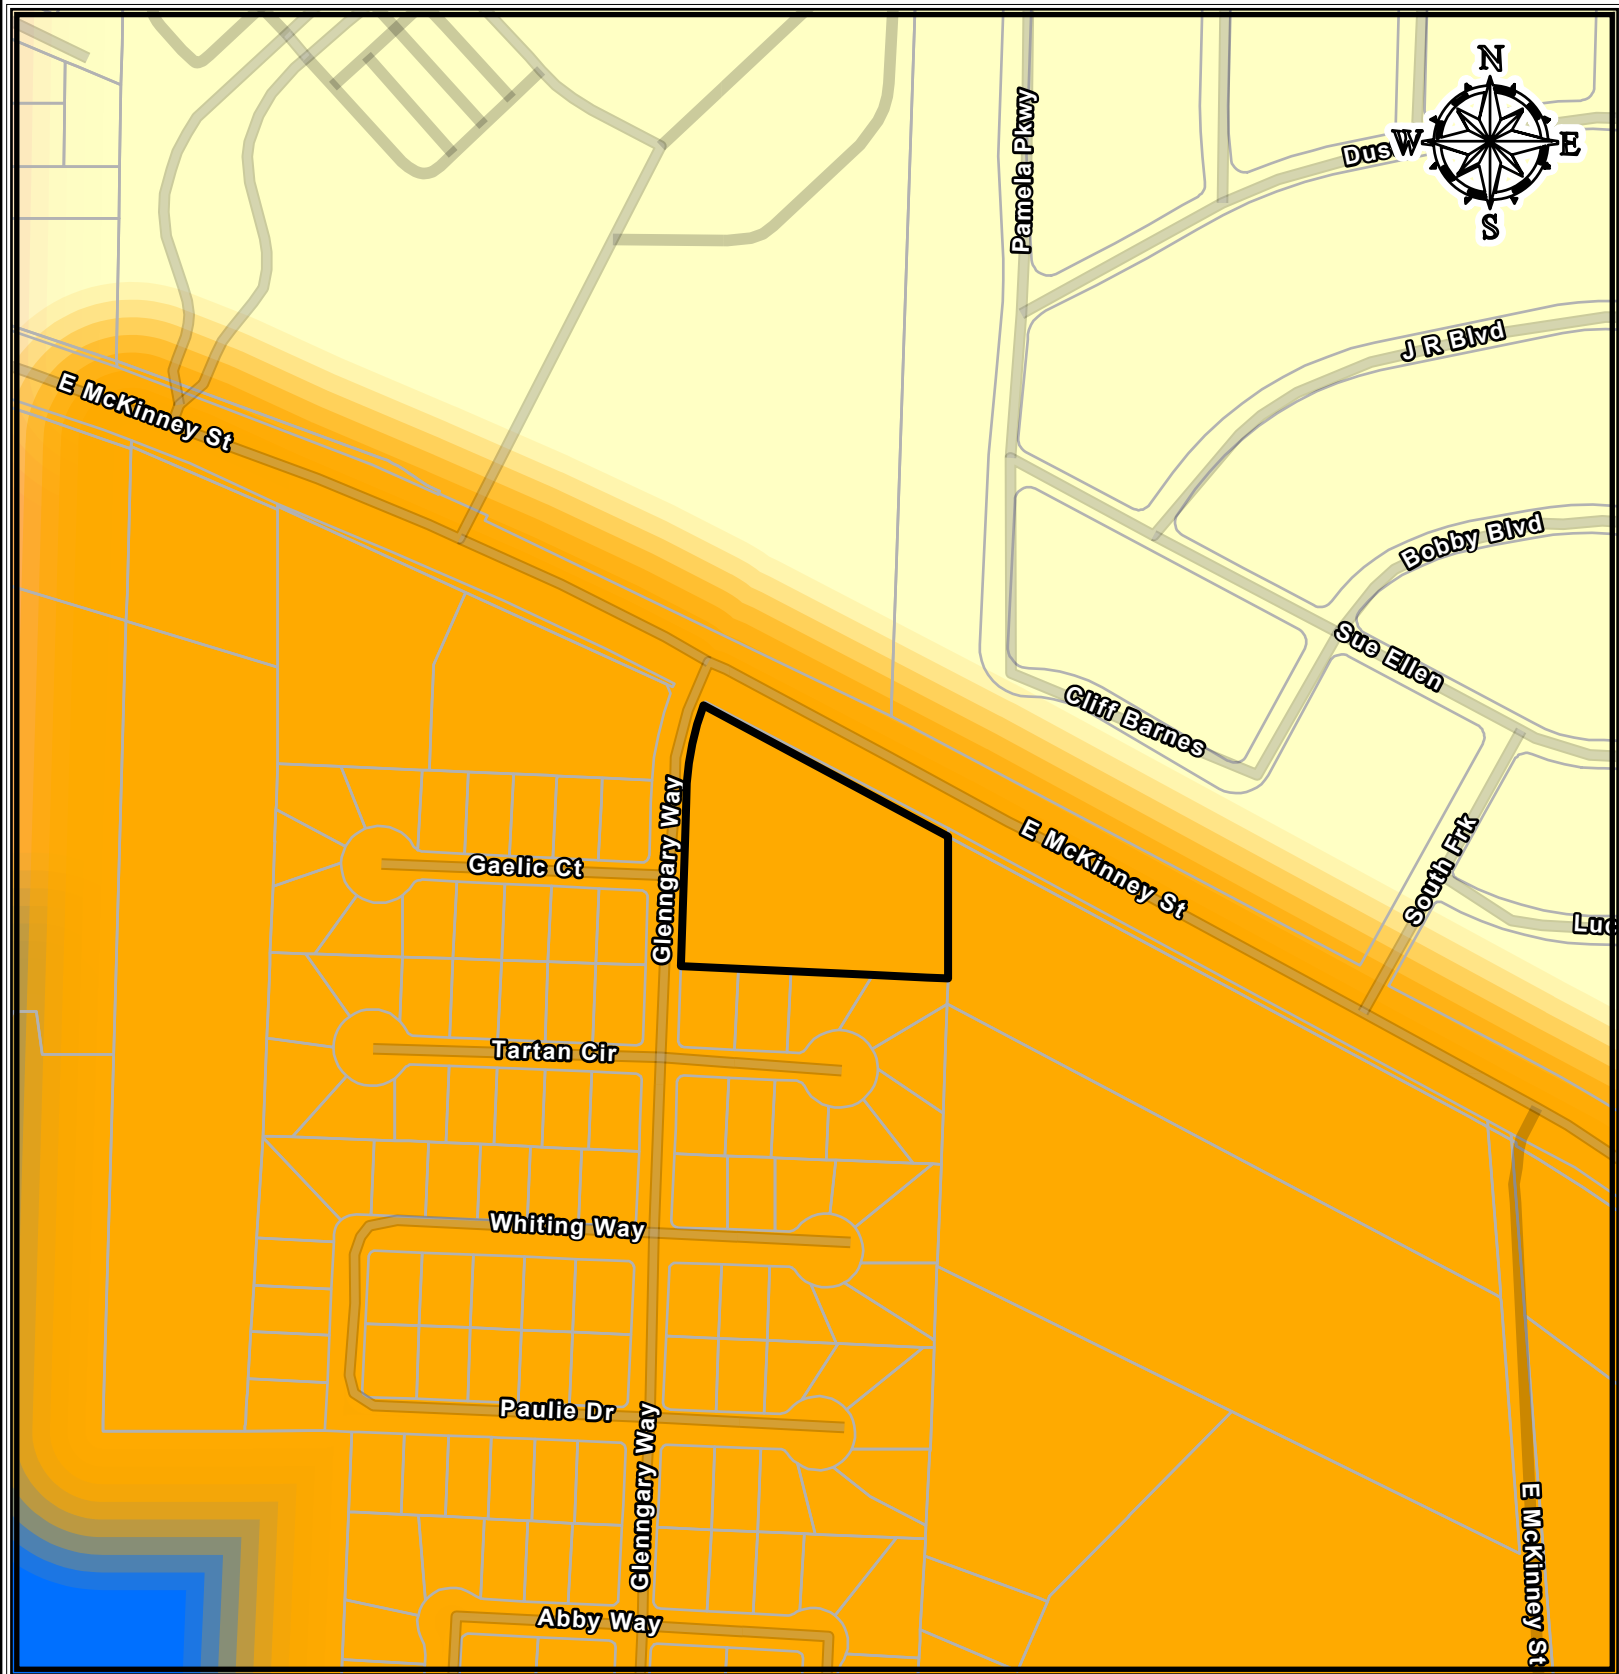 N
Pamela Pkwy
Dus
W
E
S
J R Blvd
E McKinney St
Bobby Blvd
Sue Ellen
Cliff Barnes
Glenngary Way
E McKinney St
South Frk
Gaelic Ct
Luc
Tartan Cir
Whiting Way
Paulie Dr
Glenngary Way
E McKinney St
Abby Way